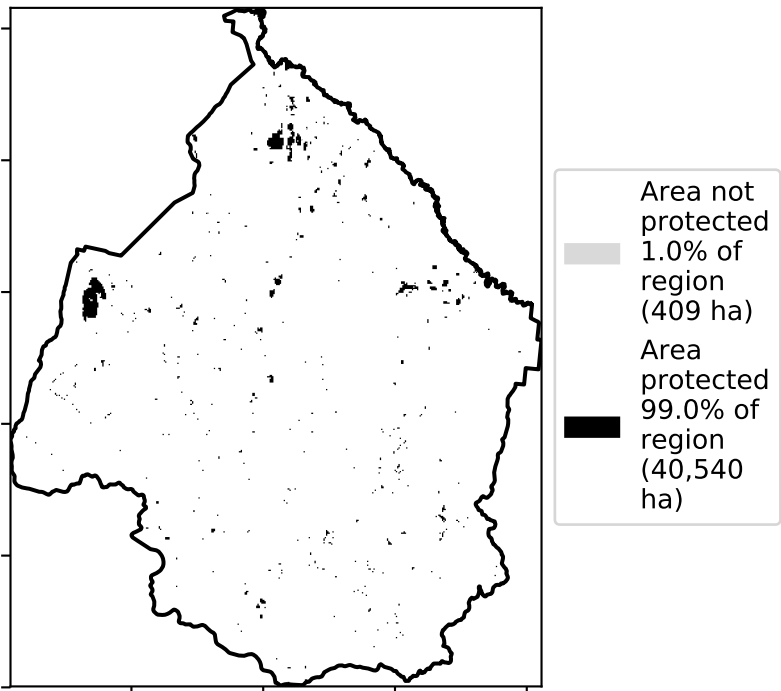 Area not
protected
1.0% of
region
(409 ha)
Area
protected
99.0% of
region
(40,540
ha)